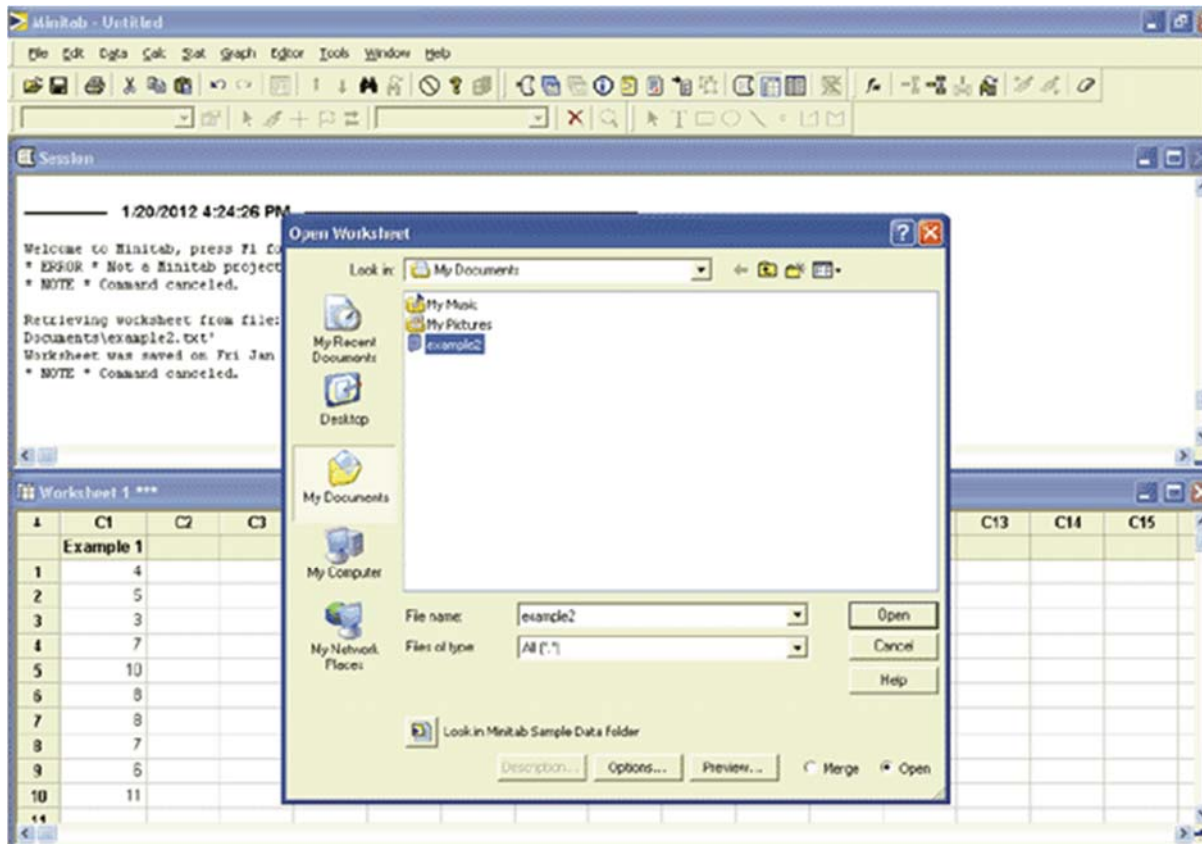 Minitab - Untitled
File Edit Data Calc Stat Graph Editor Tools Window Help
Session
1/20/2012 4:24:26 PM
Welcome to Minitab, press F1 fo
* ERROR * Not a Minitab project
* NOTE * Command canceled.
Retrieving worksheet from file:
Documents\example2.txt'
Worksheet was saved on Fri Jan
* NOTE * Command canceled.
Open Worksheet
Look in: My Documents
My Recent Documents
Desktop
My Documents
My Computer
My Network Places
My Music
My Pictures
example2
File name: example2
Files of type: All (*.*)
Open
Cancel
Help
Look in Minitab Sample Data folder
Description... Options... Preview... Merge Open
Worksheet 1 ***
C1 C2 C3 C13 C14 C15
Example 1
1 4
2 5
3 3
4 7
5 10
6 8
7 8
8 7
9 6
10 11
11